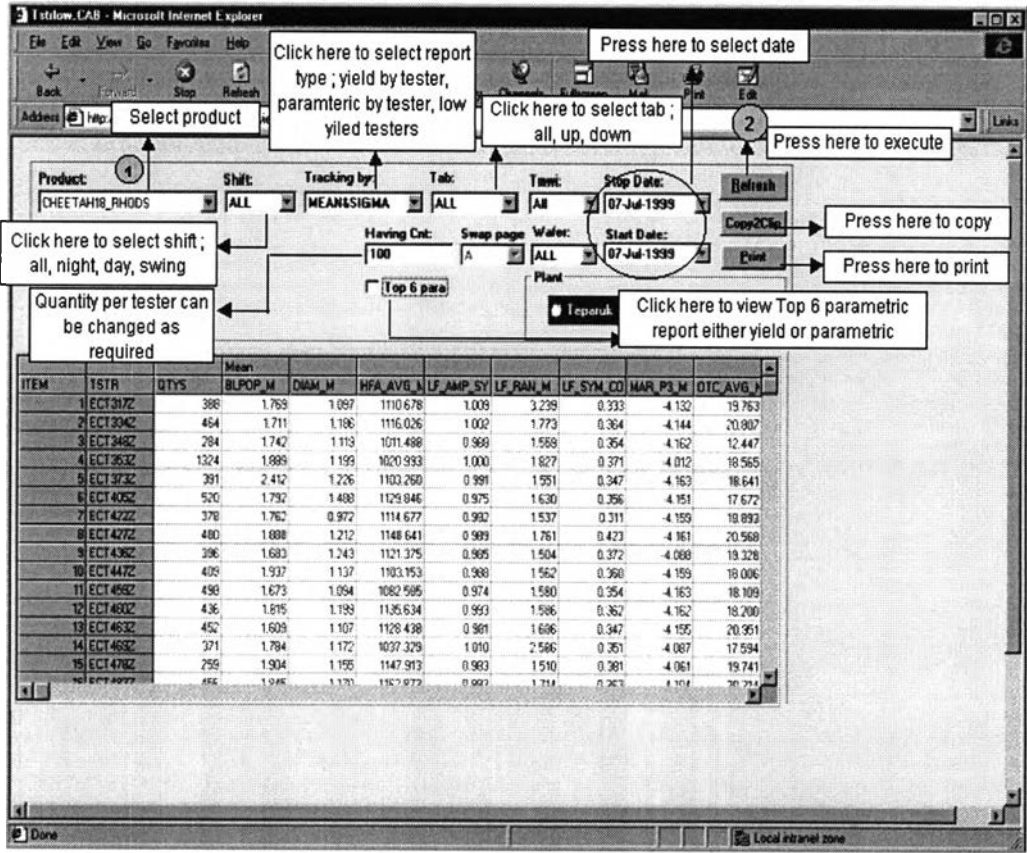 Tstrlow.CAB - Microsoft Internet Explorer
File Edit View Go Favorites Help
Back Forward Stop Refresh Channels Fullscreen Mail Print Edit
Address http: Links
Click here to select report
type ; yield by tester,
paramteric by tester, low
yiled testers
Press here to select date
Select product
Click here to select tab ;
all, up, down
2
Press here to execute
1
Product: Shift: Tracking by: Tab: Stop Date: Refresh
CHEETAH18_RHODS ALL MEAN&SIGMA ALL All 07-Jul-1999
Copy2Clip
Press here to copy
Click here to select shift ;
all, night, day, swing
Having Cnt: Swap page Wafer: Start Date:
100 A ALL 07-Jul-1999 Print
Press here to print
Top 6 para Plant
Teparuk
Quantity per tester can
be changed as
required
Click here to view Top 6 parametric
report either yield or parametric
Mean
ITEM TSTR QTYS BLPOP_M DIAM_M HFA_AVG_M LF_AMP_SY LF_RAN_M LF_SYM_CO MAR_P3_M OTC_AVG_M
1 ECT317Z 388 1.769 1.097 1110.678 1.009 3.239 0.333 -4.132 19.763
2 ECT334Z 464 1.711 1.186 1116.026 1.002 1.773 0.364 -4.144 20.807
3 ECT348Z 284 1.742 1.119 1011.488 0.989 1.559 0.354 -4.162 12.447
4 ECT353Z 1324 1.889 1.199 1020.993 1.000 1.827 0.371 -4.012 18.565
5 ECT373Z 391 2.412 1.226 1103.260 0.991 1.551 0.347 -4.163 18.641
6 ECT405Z 520 1.792 1.488 1129.846 0.975 1.630 0.356 -4.151 17.672
7 ECT422Z 378 1.762 0.972 1114.677 0.982 1.537 0.311 -4.159 19.893
8 ECT427Z 480 1.888 1.212 1148.641 0.989 1.761 0.423 -4.161 20.568
9 ECT436Z 396 1.683 1.243 1121.375 0.985 1.504 0.372 -4.088 19.328
10 ECT447Z 409 1.937 1.137 1103.153 0.988 1.562 0.360 -4.159 18.006
11 ECT459Z 498 1.673 1.094 1082.595 0.974 1.580 0.354 -4.163 18.109
12 ECT460Z 436 1.815 1.199 1135.634 0.993 1.586 0.362 -4.162 18.200
13 ECT463Z 452 1.609 1.107 1128.438 0.981 1.686 0.347 -4.155 20.351
14 ECT469Z 371 1.784 1.172 1037.329 1.010 2.586 0.351 -4.087 17.594
15 ECT478Z 259 1.904 1.155 1147.913 0.983 1.510 0.381 -4.061 19.741
Done Local intranet zone